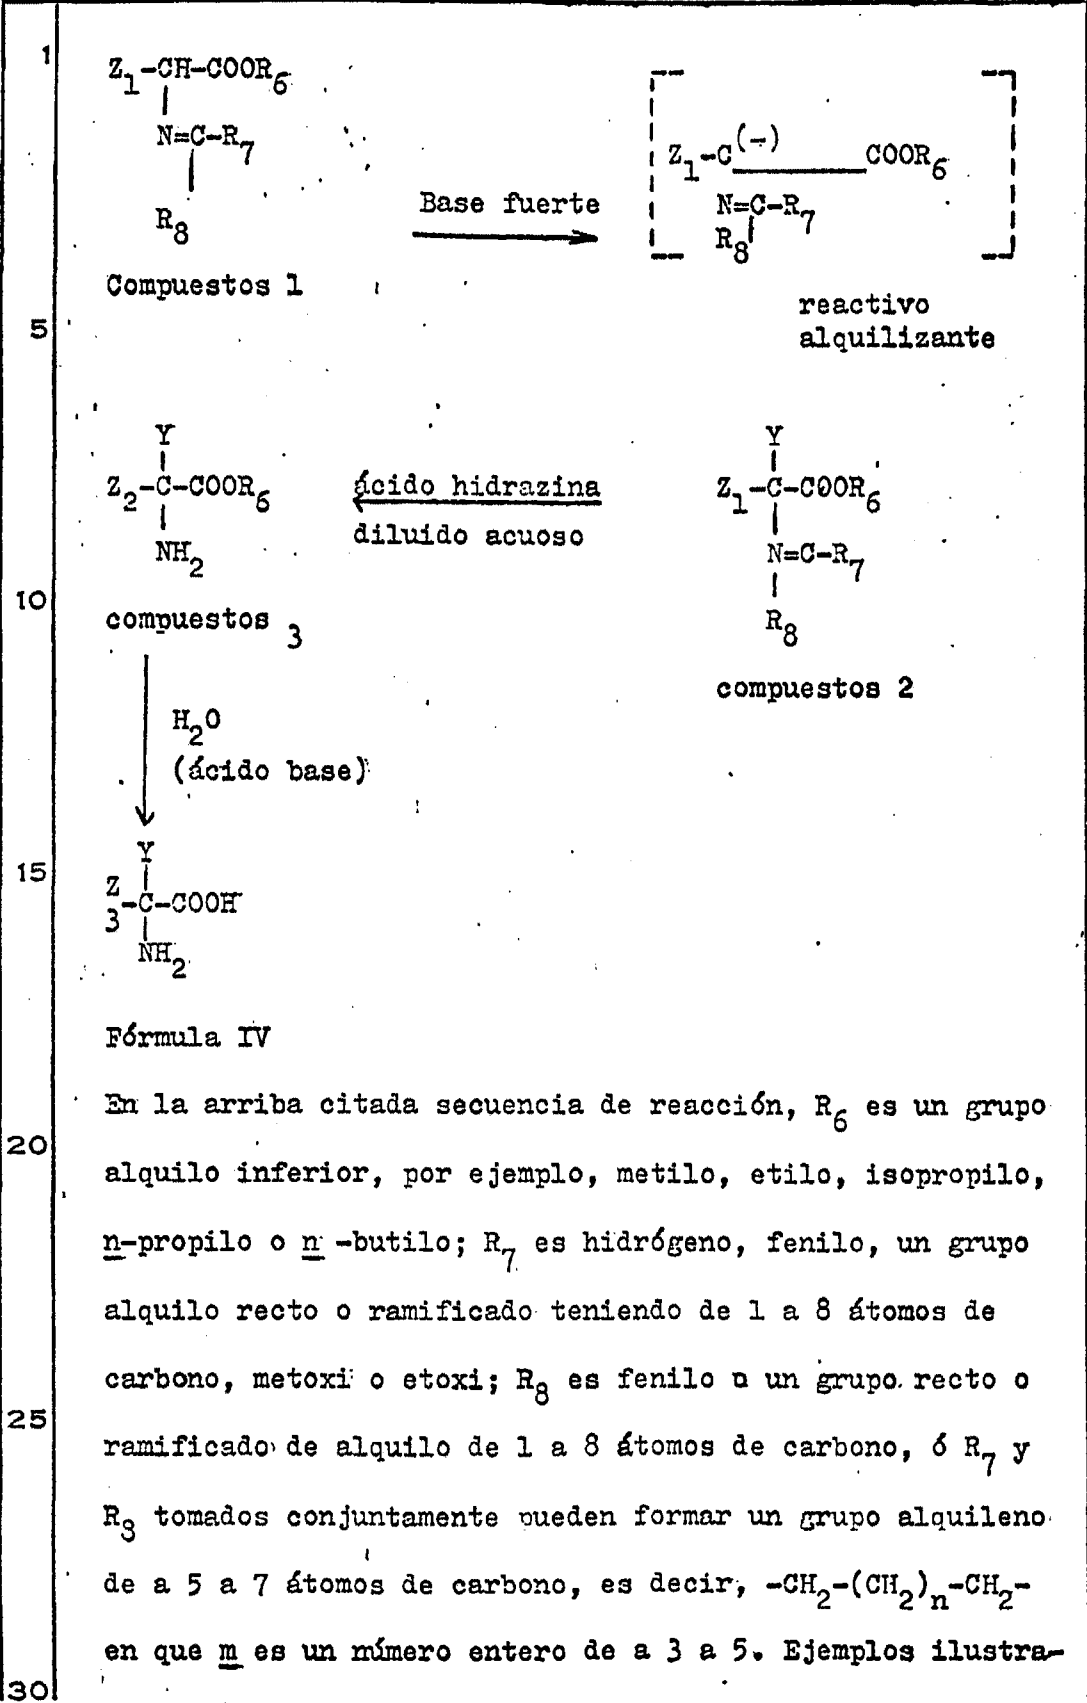 1
Z1-CH-COOR6
N=C-R7
R8
Compuestos 1
Base fuerte
Z1-C(-) COOR6
N=C-R7
R8
reactivo
alquilizante
5
Y
Z2-C-COOR6
NH2
compuestos 3
ácido hidrazina
diluido acuoso
Y
Z1-C-COOR6
N=C-R7
R8
compuestos 2
10
H2O
(ácido base)
15
Y
Z3-C-COOH
NH2
Fórmula IV
En la arriba citada secuencia de reacción, R6 es un grupo
20
alquilo inferior, por ejemplo, metilo, etilo, isopropilo,
n-propilo o n -butilo; R7 es hidrógeno, fenilo, un grupo
alquilo recto o ramificado teniendo de 1 a 8 átomos de
carbono, metoxi o etoxi; R8 es fenilo o un grupo recto o
25
ramificado de alquilo de 1 a 8 átomos de carbono, ó R7 y
R8 tomados conjuntamente pueden formar un grupo alquileno
de a 5 a 7 átomos de carbono, es decir, -CH2-(CH2)n-CH2-
en que m es un número entero de a 3 a 5. Ejemplos ilustra-
30